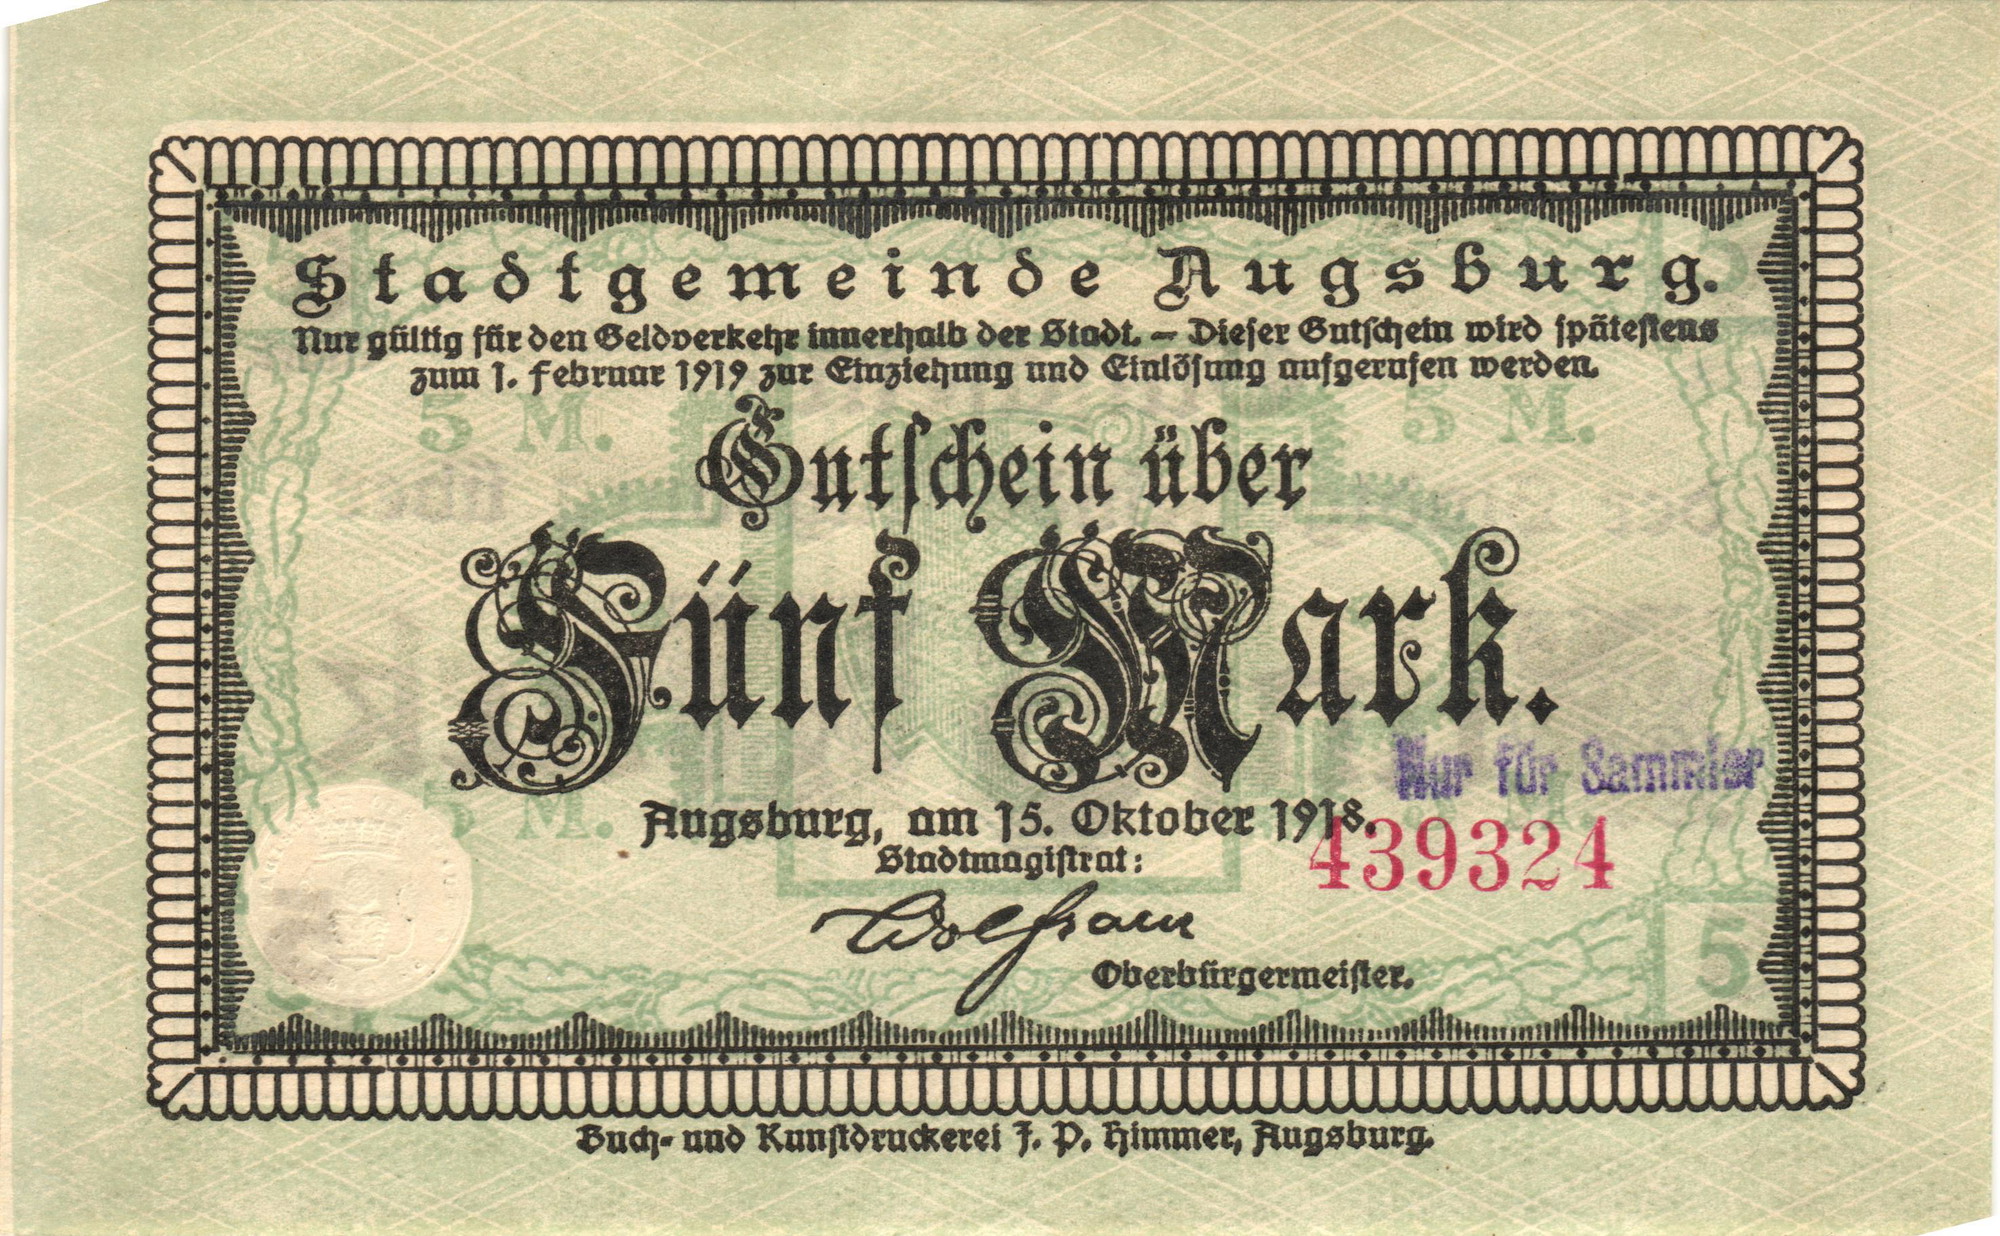 Stadtgemeinde Augsburg.
Nur gültig für den Geldverkehr innerhalb der Stadt. – Dieser Gutschein wird spätestens
zum 1. Februar 1919 zur Einziehung und Einlösung aufgerufen werden.
5 M. 5 M.
Gutschein über
Fünf Mark.
Nur für Sammler
5 M.
Augsburg, am 15. Oktober 1918.
439324
Stadtmagistrat:
Wolfram
Oberbürgermeister.
5
Buch- und Kunstdruckerei J. P. Himmer, Augsburg.